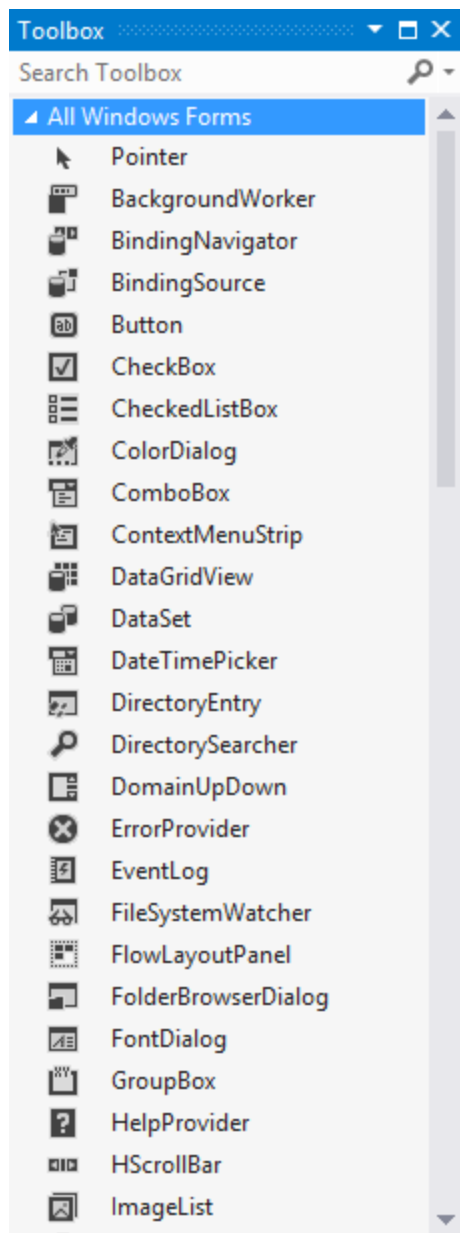 Toolbox
Search Toolbox
All Windows Forms
Pointer
BackgroundWorker
BindingNavigator
BindingSource
Button
CheckBox
CheckedListBox
ColorDialog
ComboBox
ContextMenuStrip
DataGridView
DataSet
DateTimePicker
DirectoryEntry
DirectorySearcher
DomainUpDown
ErrorProvider
EventLog
FileSystemWatcher
FlowLayoutPanel
FolderBrowserDialog
FontDialog
GroupBox
HelpProvider
HScrollBar
ImageList